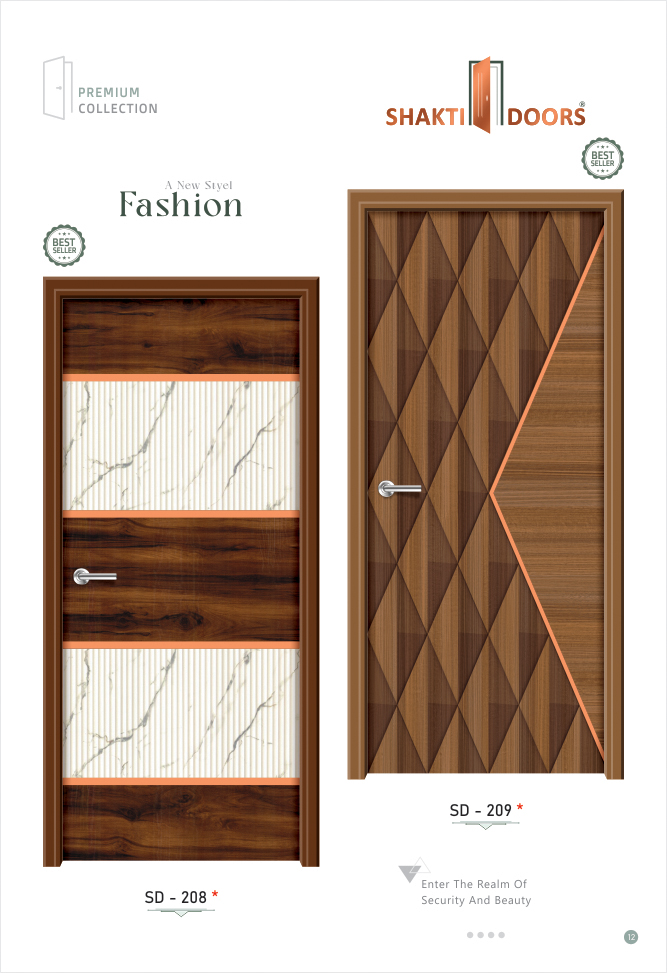 PREMIUM
COLLECTION
SHAKTI DOORS®
BEST
SELLER
A New Styel
Fashion
BEST
SELLER
SD - 209 *
SD - 208 *
Enter The Realm Of
Security And Beauty
12